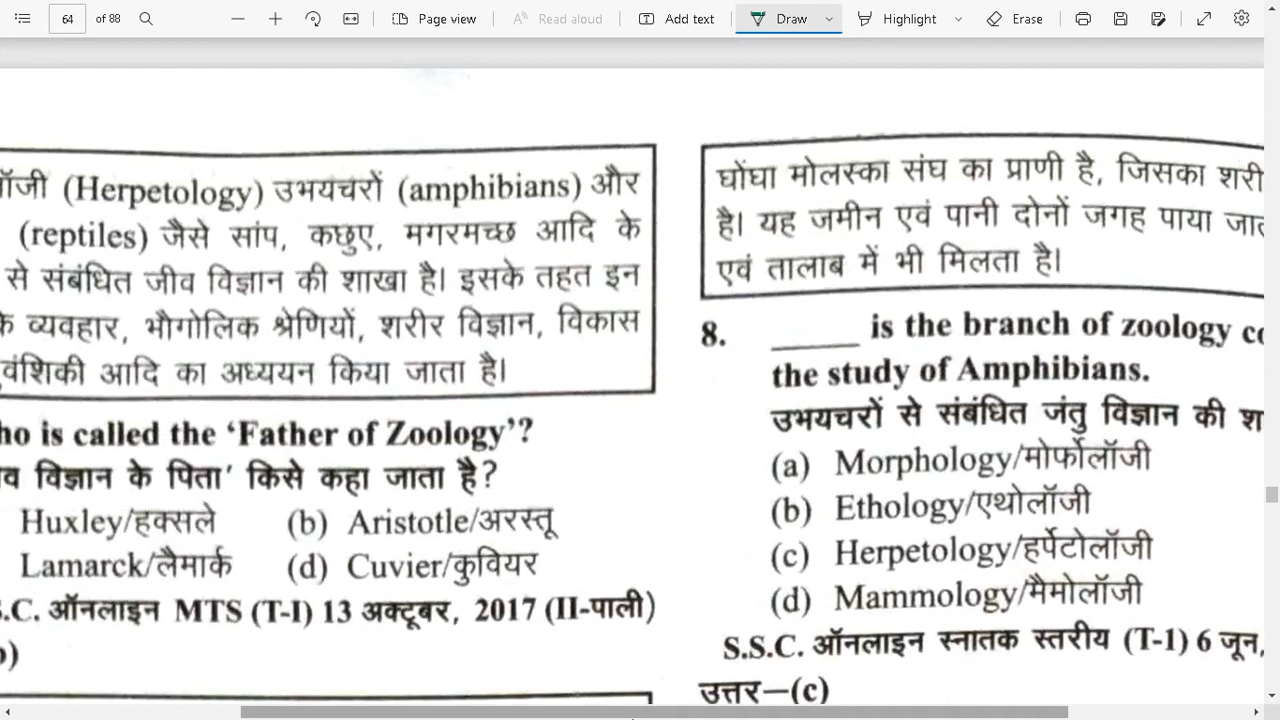 64 of 88
Page view
Read aloud
Add text
Draw
Highlight
Erase
(Herpetology) उभयचरों (amphibians) और
(reptiles) जैसे सांप, कछुए, मगरमच्छ आदि के
से संबंधित जीव विज्ञान की शाखा है। इसके तहत इन
के व्यवहार, भौगोलिक श्रेणियों, शरीर विज्ञान, विकास
वंशिकी आदि का अध्ययन किया जाता है।
ho is called the ‘Father of Zoology’?
व विज्ञान के पिता’ किसे कहा जाता है?
Huxley/हक्सले (b) Aristotle/अरस्तू
Lamarck/लैमार्क (d) Cuvier/कुवियर
.C. ऑनलाइन MTS (T-I) 13 अक्टूबर, 2017 (II-पाली)
घोंघा मोलस्का संघ का प्राणी है, जिसका शरी
है। यह जमीन एवं पानी दोनों जगह पाया जात
एवं तालाब में भी मिलता है।
8. ______ is the branch of zoology co
the study of Amphibians.
उभयचरों से संबंधित जंतु विज्ञान की श
(a) Morphology/मोर्फोलॉजी
(b) Ethology/एथोलॉजी
(c) Herpetology/हर्पेटोलॉजी
(d) Mammology/मैमोलॉजी
S.S.C. ऑनलाइन स्नातक स्तरीय (T-1) 6 जून,
उत्तर—(c)